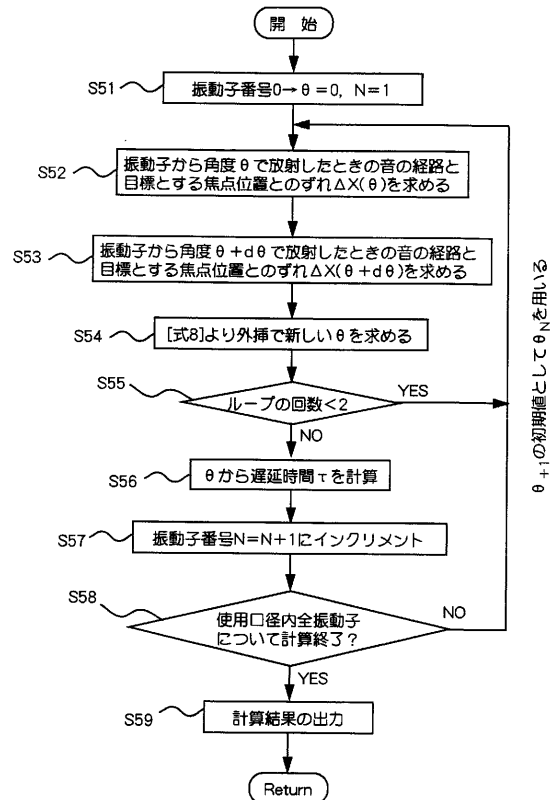 開 始
S51
振動子番号0→θ=0, N=1
S52
振動子から角度θで放射したときの音の経路と
目標とする焦点位置とのずれΔX(θ)を求める
S53
振動子から角度θ+dθで放射したときの音の経路と
目標とする焦点位置とのずれΔX(θ+dθ)を求める
S54
[式8]より外挿で新しいθを求める
S55
ループの回数<2
YES
NO
S56
θから遅延時間τを計算
S57
振動子番号N=N+1にインクリメント
S58
使用口径内全振動子
について計算終了?
NO
YES
S59
計算結果の出力
Return
θ+1の初期値としてθNを用いる